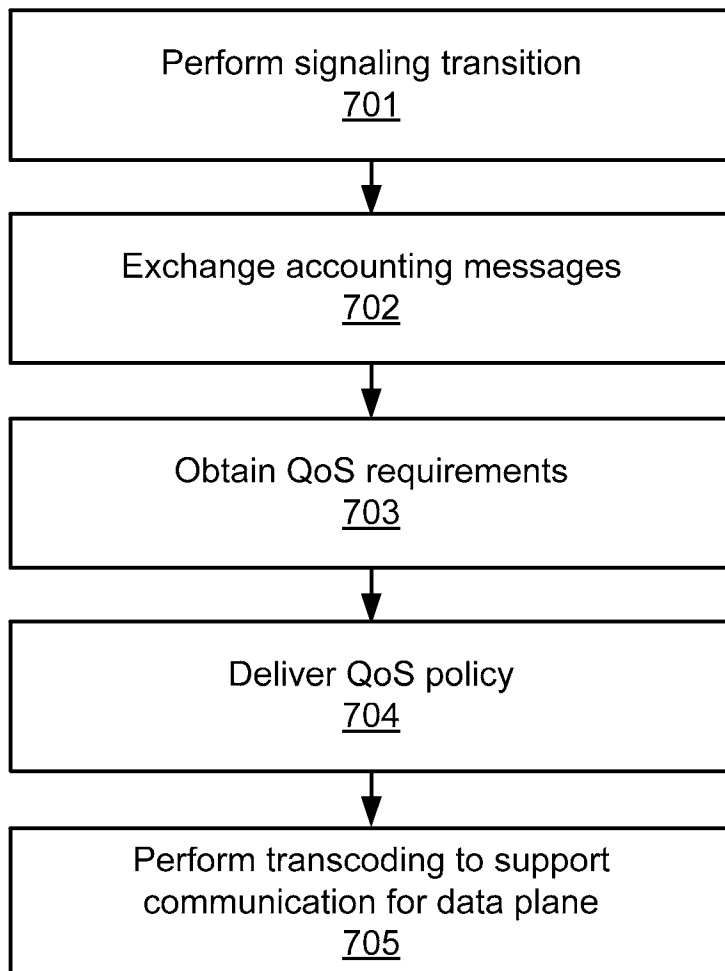 Perform signaling transition
701
Exchange accounting messages
702
Obtain QoS requirements
703
Deliver QoS policy
704
Perform transcoding to support
communication for data plane
705